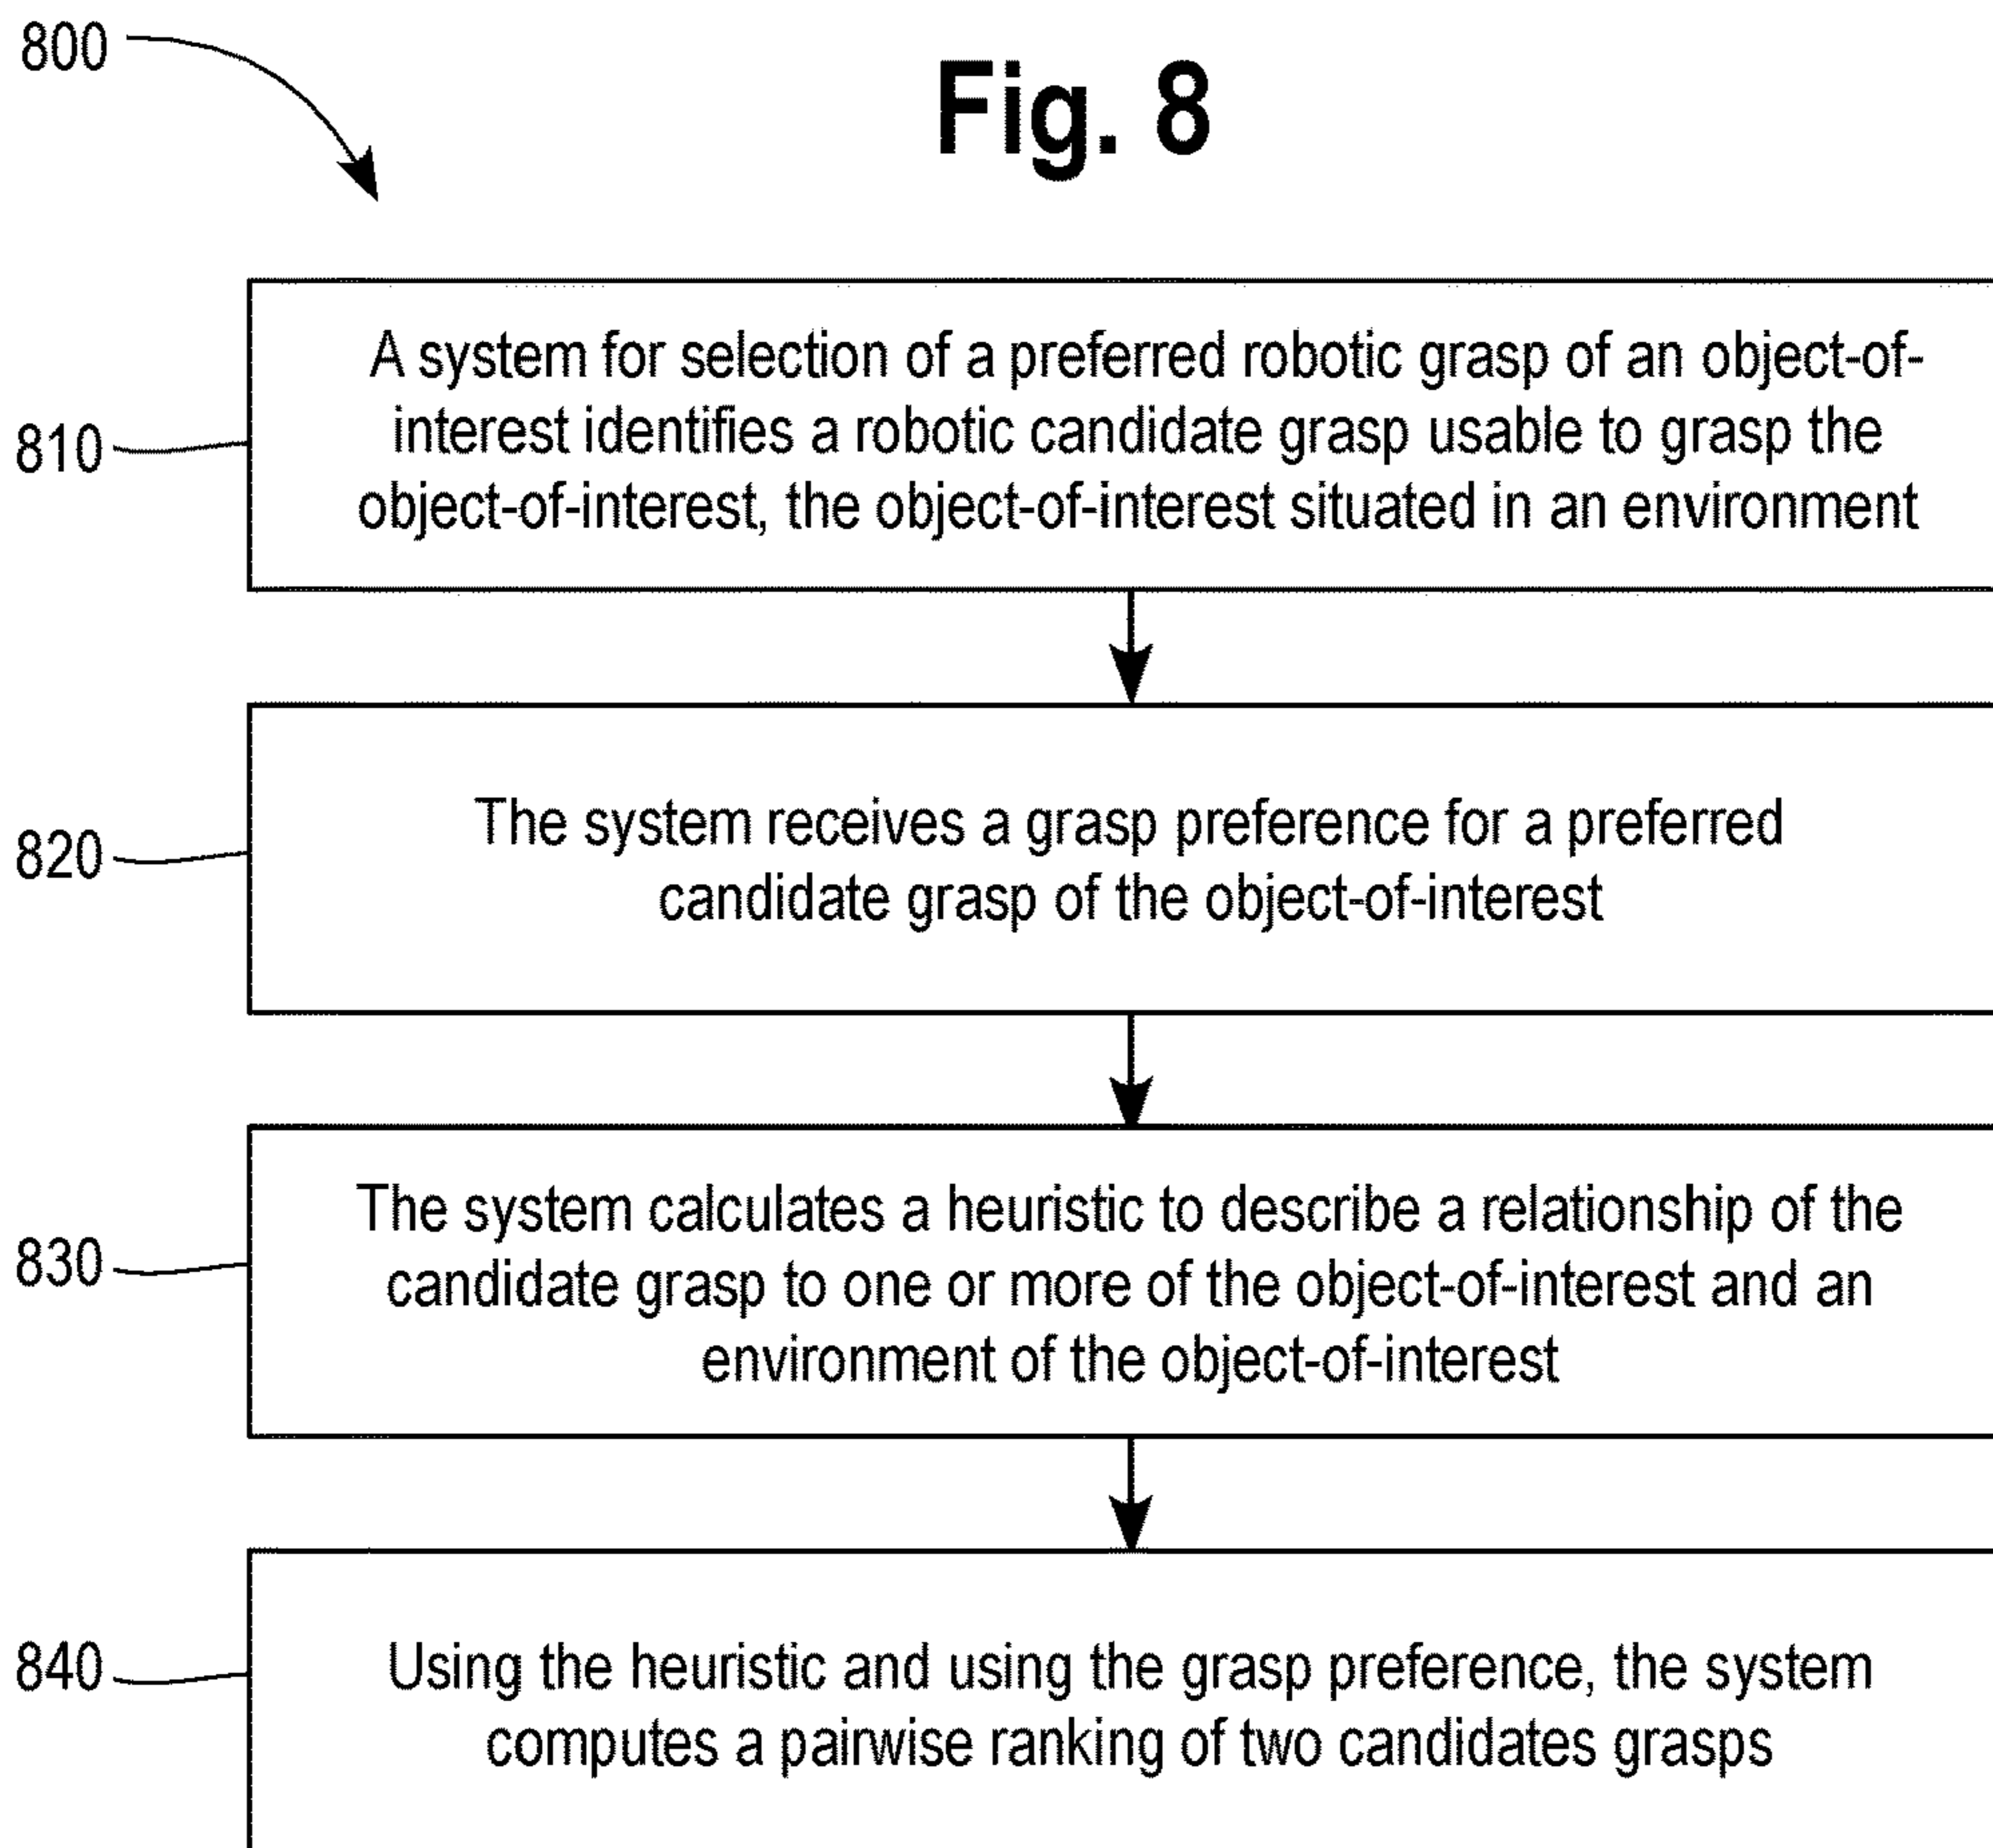 800
Fig. 8
810
A system for selection of a preferred robotic grasp of an object-of-
interest identifies a robotic candidate grasp usable to grasp the
object-of-interest, the object-of-interest situated in an environment
820
The system receives a grasp preference for a preferred
candidate grasp of the object-of-interest
830
The system calculates a heuristic to describe a relationship of the
candidate grasp to one or more of the object-of-interest and an
environment of the object-of-interest
840
Using the heuristic and using the grasp preference, the system
computes a pairwise ranking of two candidates grasps